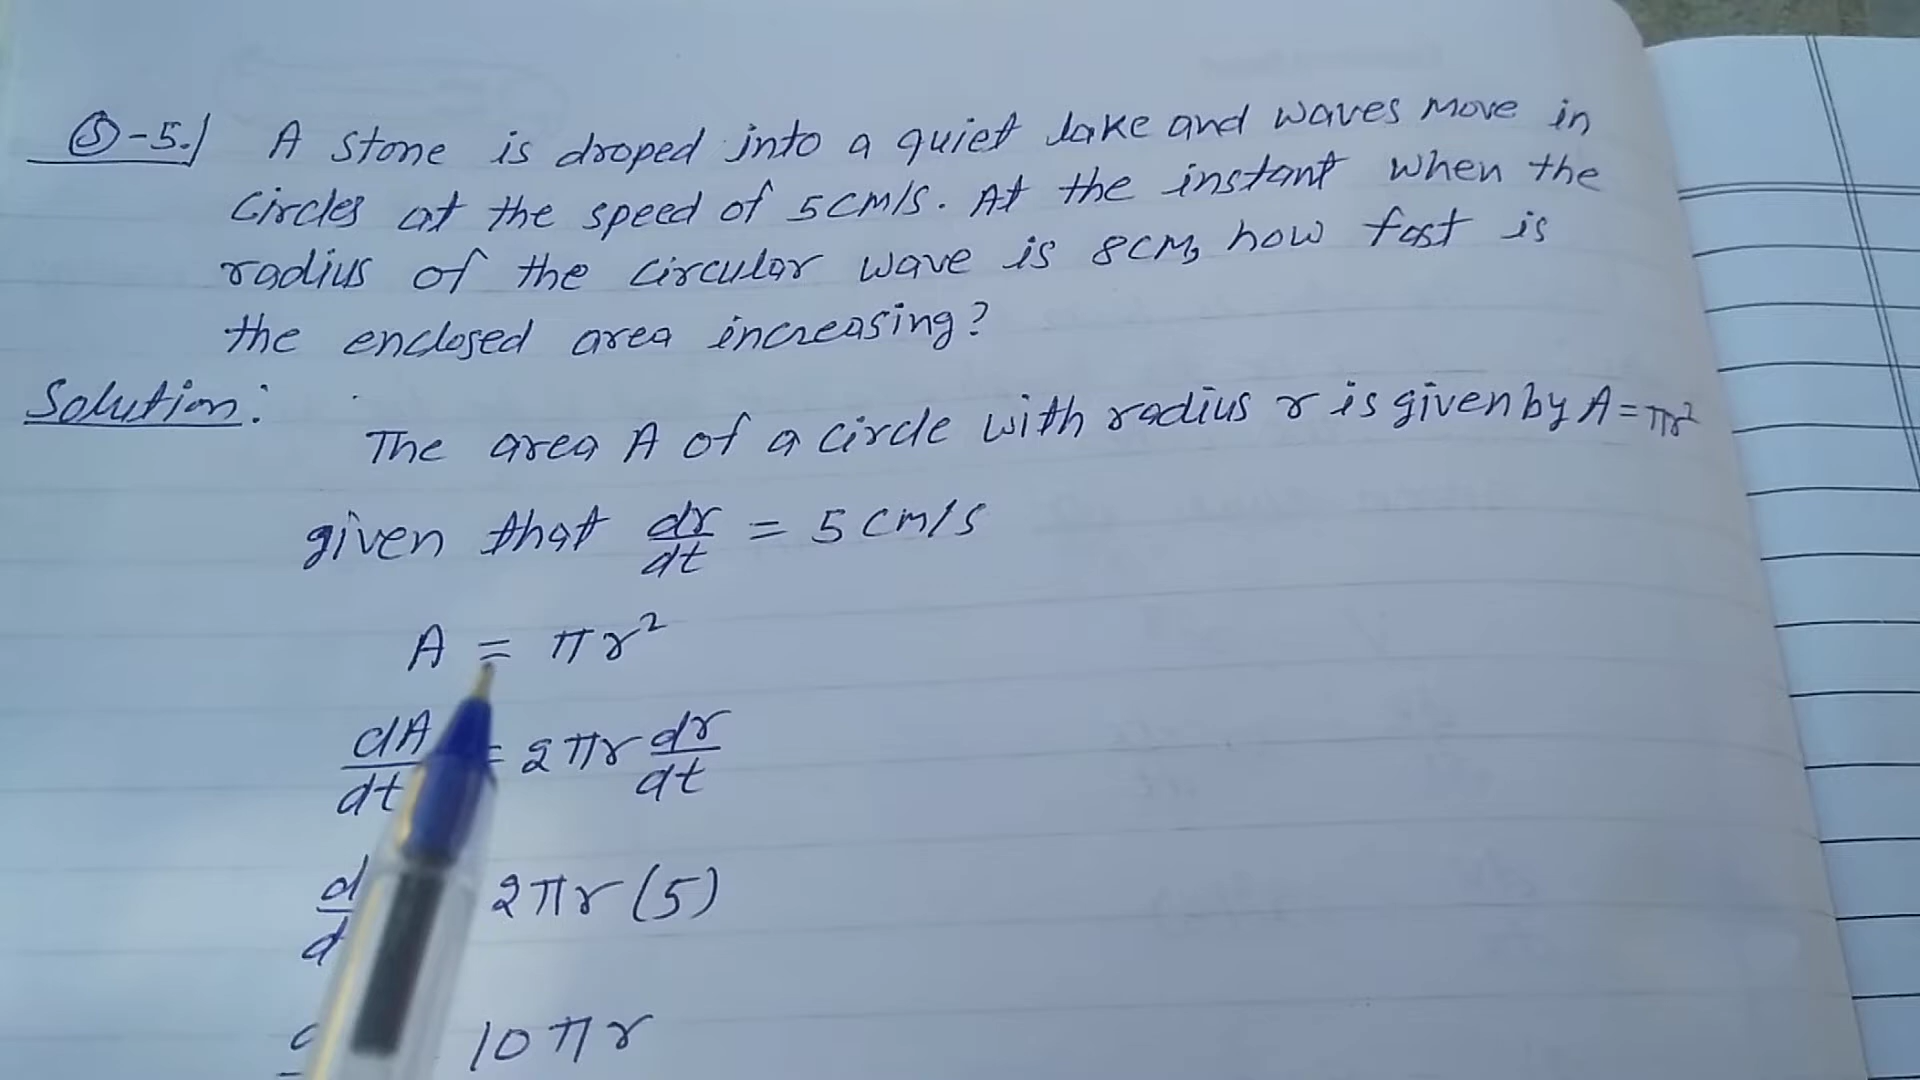 ⑤-5.) A stone is droped into a quiet lake and waves move in
circles at the speed of 5cm/s. At the instant when the
radius of the circular wave is 8cm, how fast is
the enclosed area increasing?
Solution:
The area A of a circle with radius r is given by A = πr²
given that dr/dt = 5 cm/s
A = πr²
dA/dt = 2πr dr/dt
2πr (5)
10πr